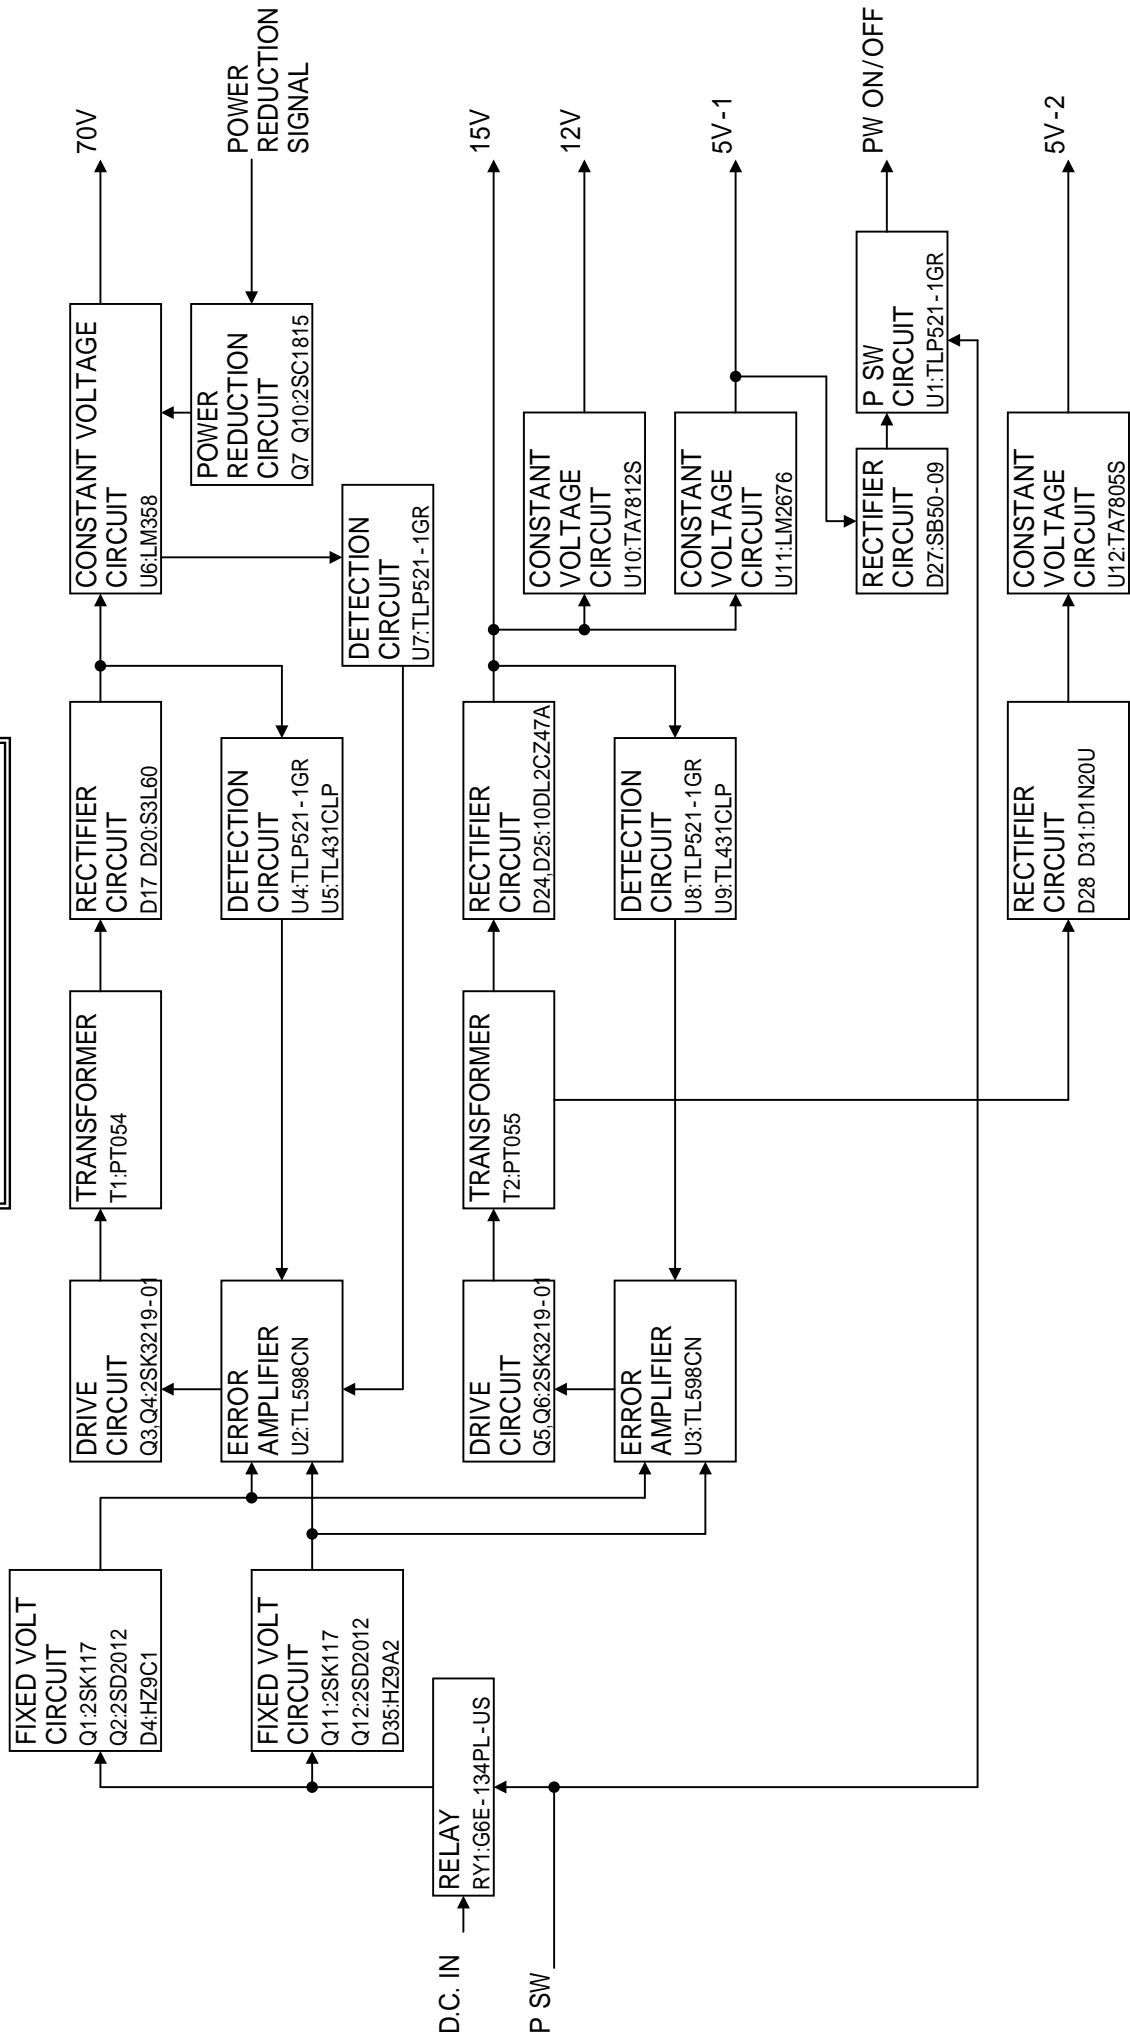 FIXED VOLT
CIRCUIT
Q1:2SK117
Q2:2SD2012
D4:HZ9C1
DRIVE
CIRCUIT
Q3,Q4:2SK3219-01
TRANSFORMER
T1:PT054
RECTIFIER
CIRCUIT
D17 D20:S3L60
CONSTANT VOLTAGE
CIRCUIT
U6:LM358
70V
FIXED VOLT
CIRCUIT
Q11:2SK117
Q12:2SD2012
D35:HZ9A2
ERROR
AMPLIFIER
U2:TL598CN
DETECTION
CIRCUIT
U4:TLP521-1GR
U5:TL431CLP
POWER
REDUCTION
CIRCUIT
Q7 Q10:2SC1815
POWER
REDUCTION
SIGNAL
DETECTION
CIRCUIT
U7:TLP521-1GR
D.C. IN
RELAY
RY1:G6E-134PL-US
P SW
DRIVE
CIRCUIT
Q5,Q6:2SK3219-01
TRANSFORMER
T2:PT055
RECTIFIER
CIRCUIT
D24,D25:10DL2CZ47A
15V
CONSTANT
VOLTAGE
CIRCUIT
U10:TA7812S
12V
ERROR
AMPLIFIER
U3:TL598CN
DETECTION
CIRCUIT
U8:TLP521-1GR
U9:TL431CLP
CONSTANT
VOLTAGE
CIRCUIT
U11:LM2676
5V-1
RECTIFIER
CIRCUIT
D27:SB50-09
P SW
CIRCUIT
U1:TLP521-1GR
PW ON/OFF
RECTIFIER
CIRCUIT
D28 D31:D1N20U
CONSTANT
VOLTAGE
CIRCUIT
U12:TA7805S
5V-2